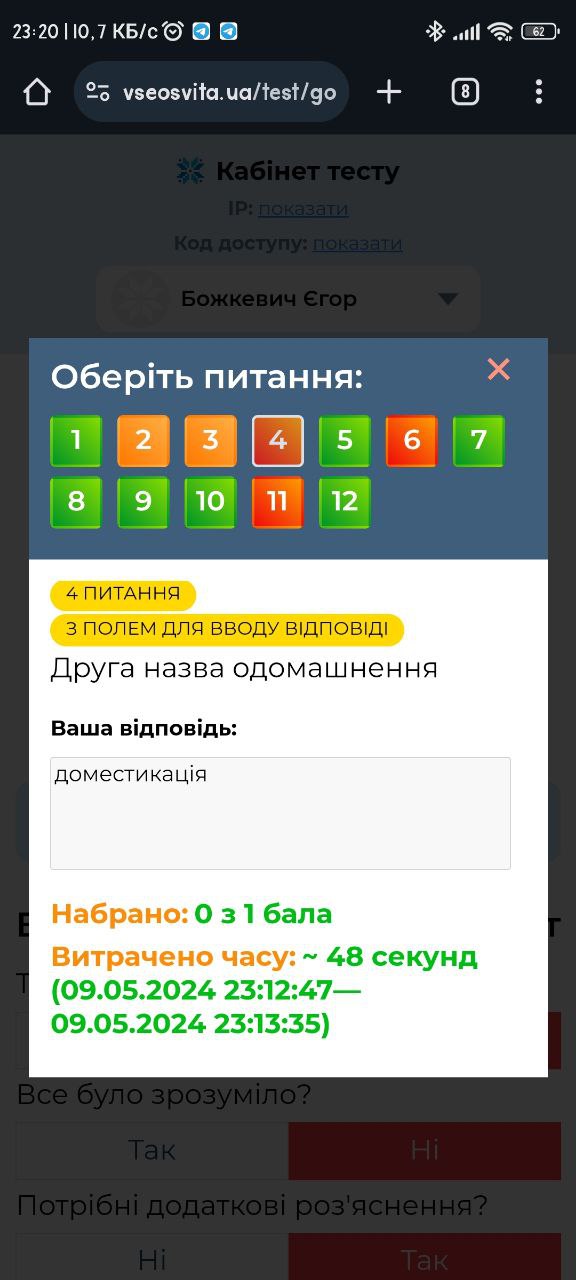 23:20 | 10,7 КБ/с
62
vseosvita.ua/test/go
8
Кабінет тесту
IP: показати
Код доступу: показати
Божкевич Єгор
Оберіть питання:
1 2 3 4 5 6 7
8 9 10 11 12
4 ПИТАННЯ
З ПОЛЕМ ДЛЯ ВВОДУ ВІДПОВІДІ
Друга назва одомашнення
Ваша відповідь:
доместикація
Набрано: 0 з 1 бала
Витрачено часу: ~ 48 секунд
(09.05.2024 23:12:47—
09.05.2024 23:13:35)
Все було зрозуміло?
Так Ні
Потрібні додаткові роз'яснення?
Ні Так